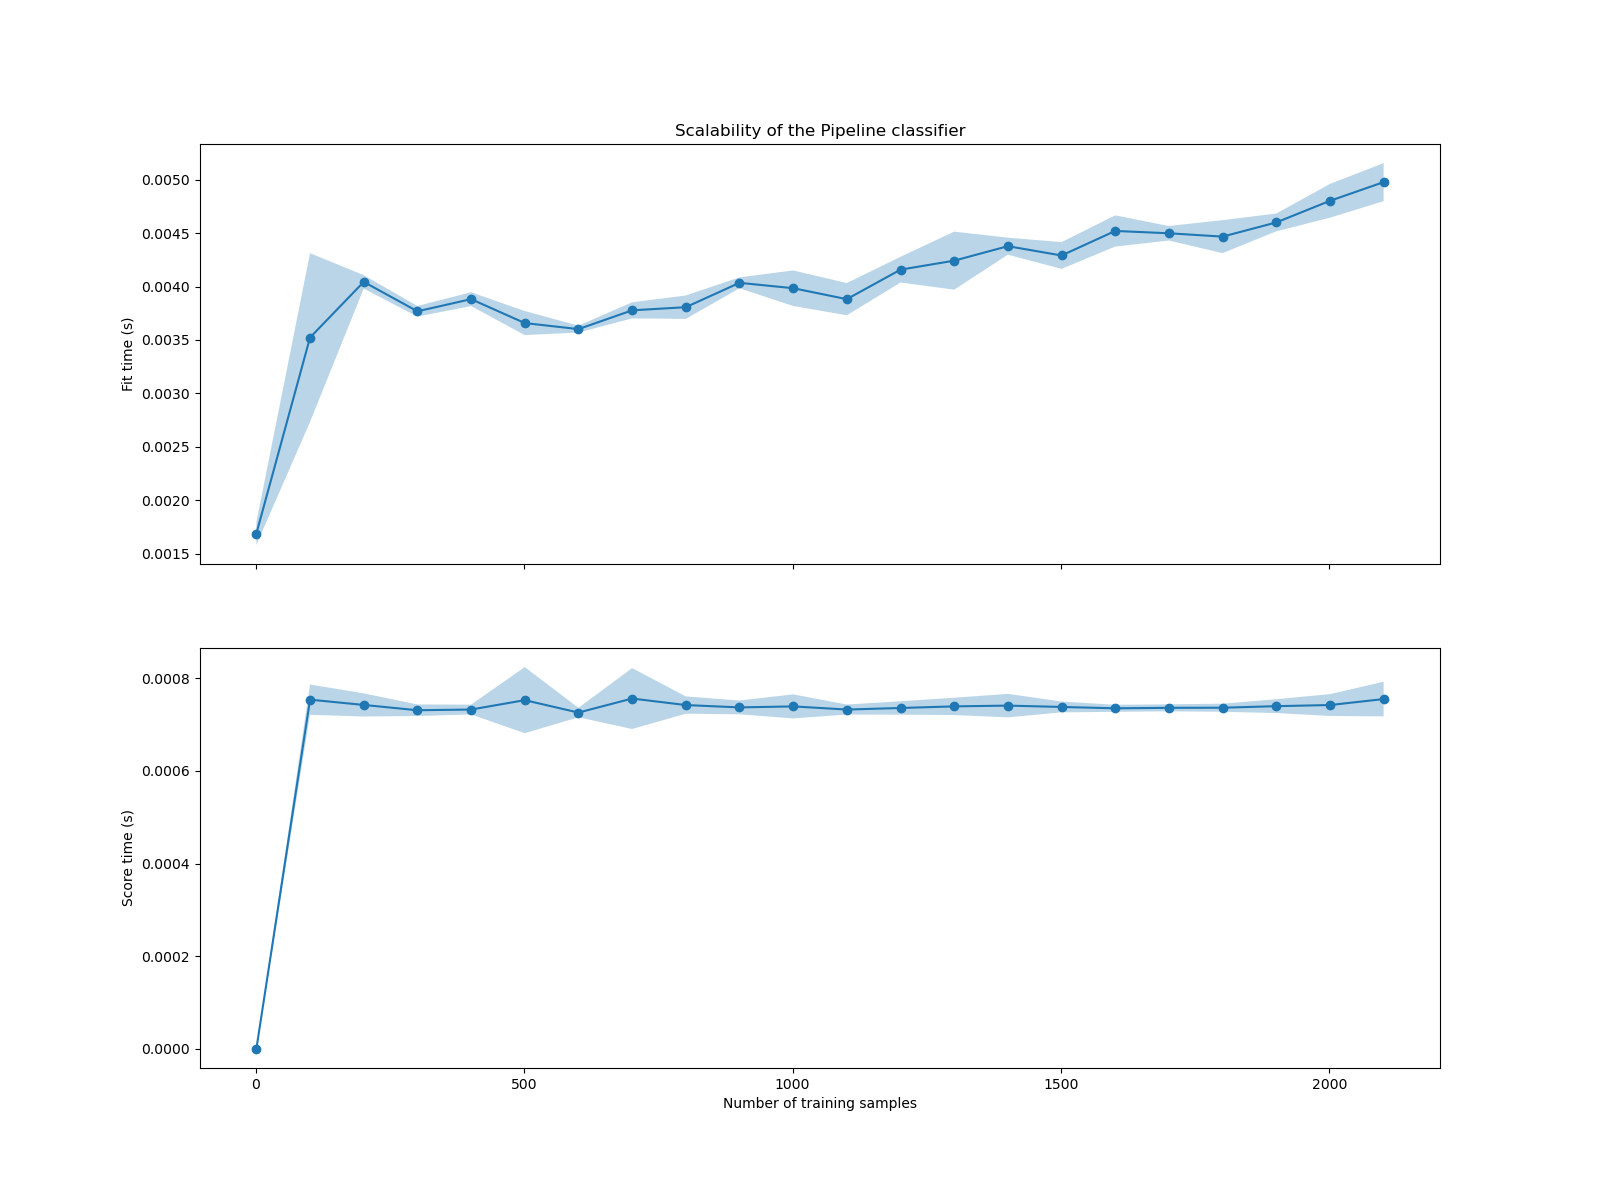 Scalability of the Pipeline classifier
0.0050
0.0045
0.0040
0.0035
0.0030
0.0025
0.0020
0.0015
Fit time (s)
0.0008
0.0006
0.0004
0.0002
0.0000
Score time (s)
0 500 1000 1500 2000
Number of training samples